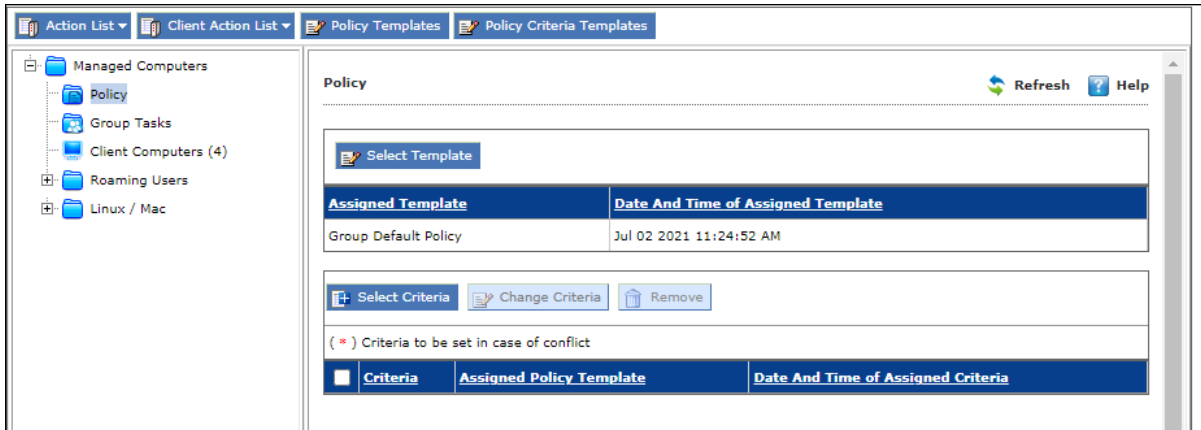 Action List Client Action List Policy Templates Policy Criteria Templates
Managed Computers
Policy
Group Tasks
Client Computers (4)
Roaming Users
Linux / Mac
Policy Refresh ? Help
Select Template
Assigned Template Date And Time of Assigned Template
Group Default Policy Jul 02 2021 11:24:52 AM
Select Criteria Change Criteria Remove
( * ) Criteria to be set in case of conflict
Criteria Assigned Policy Template Date And Time of Assigned Criteria